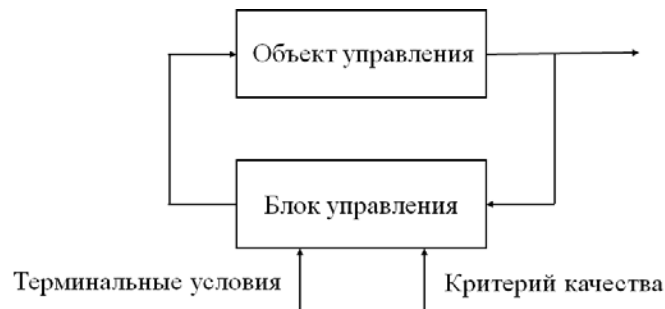 Объект управления
Блок управления
Терминальные условия
Критерий качества